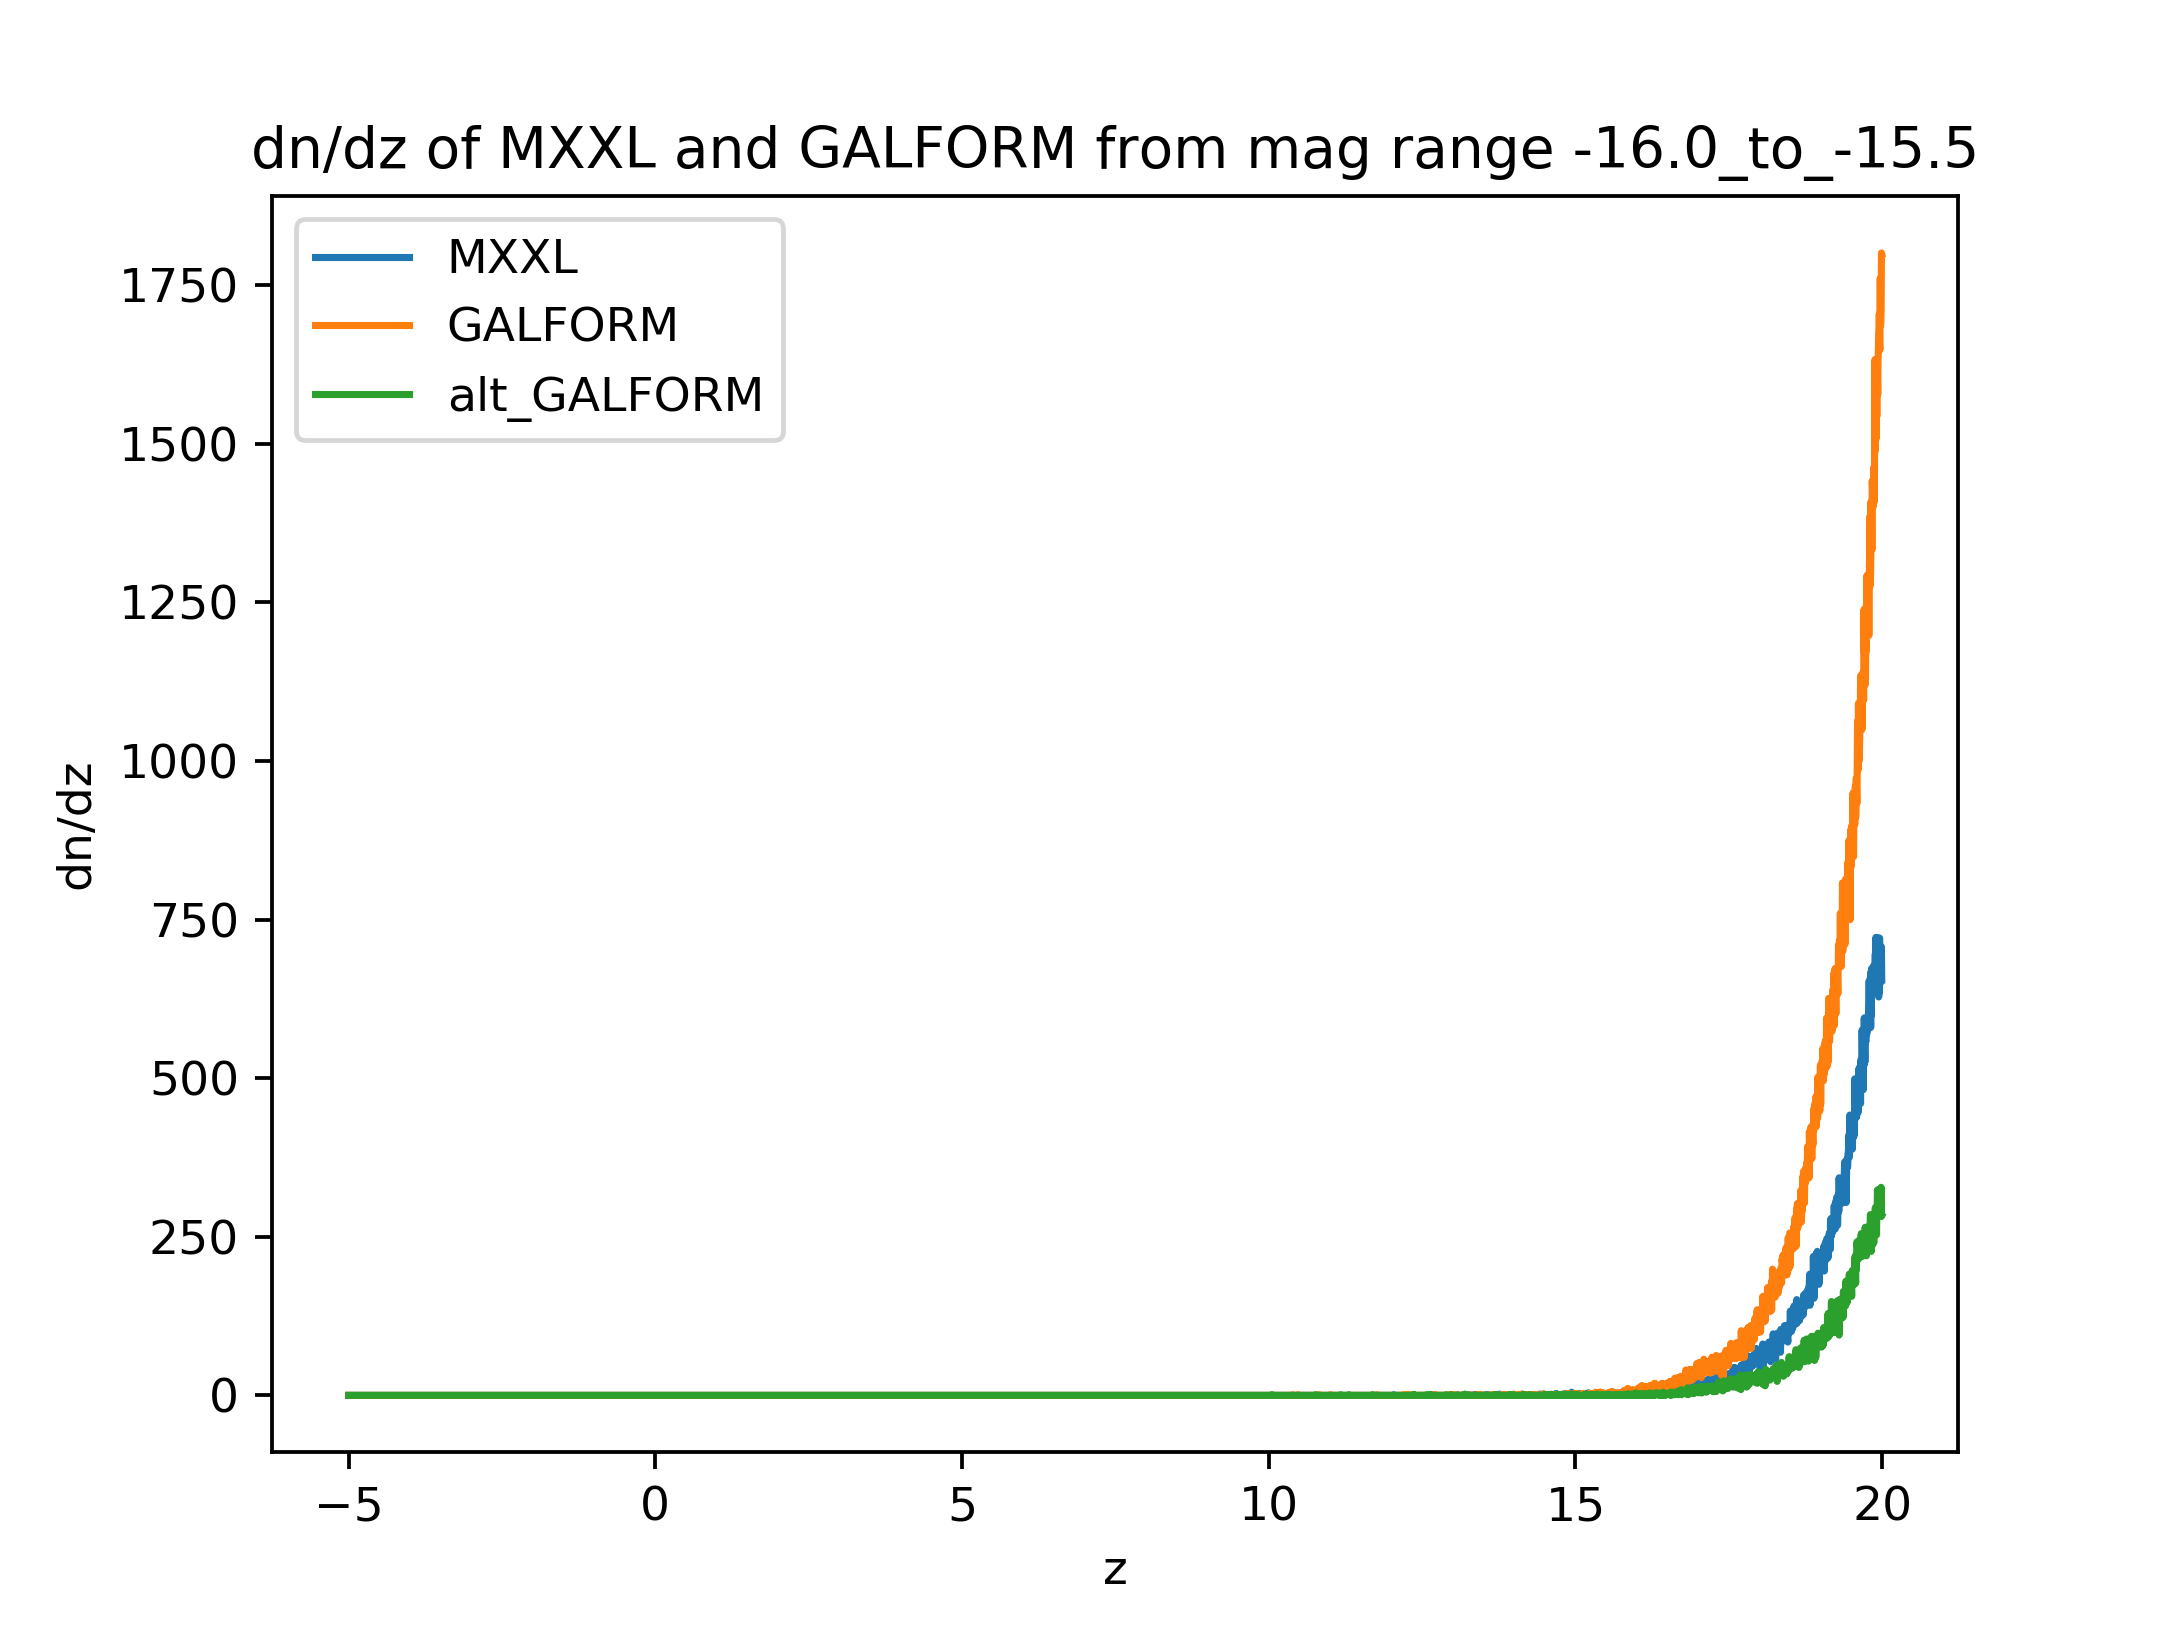 dn/dz of MXXL and GALFORM from mag range -16.0_to_-15.5
MXXL
GALFORM
alt_GALFORM
1750
1500
1250
1000
750
500
250
0
dn/dz
−5 0 5 10 15 20
z